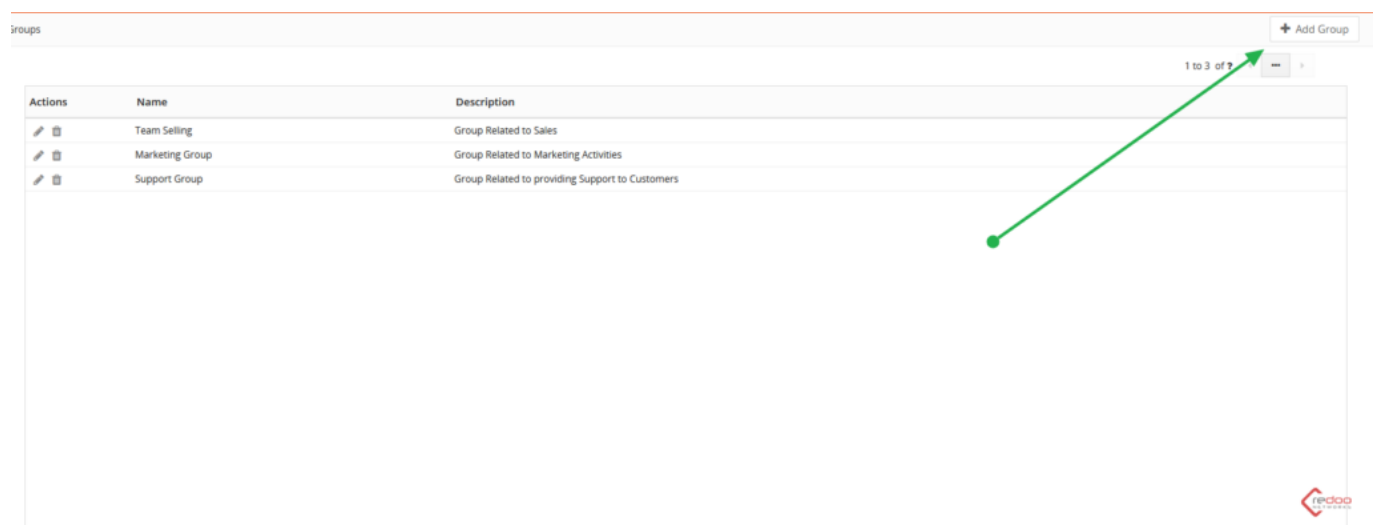 Groups
+ Add Group
1 to 3 of ?
Actions Name Description
Team Selling Group Related to Sales
Marketing Group Group Related to Marketing Activities
Support Group Group Related to providing Support to Customers
redoo
NETWORKS